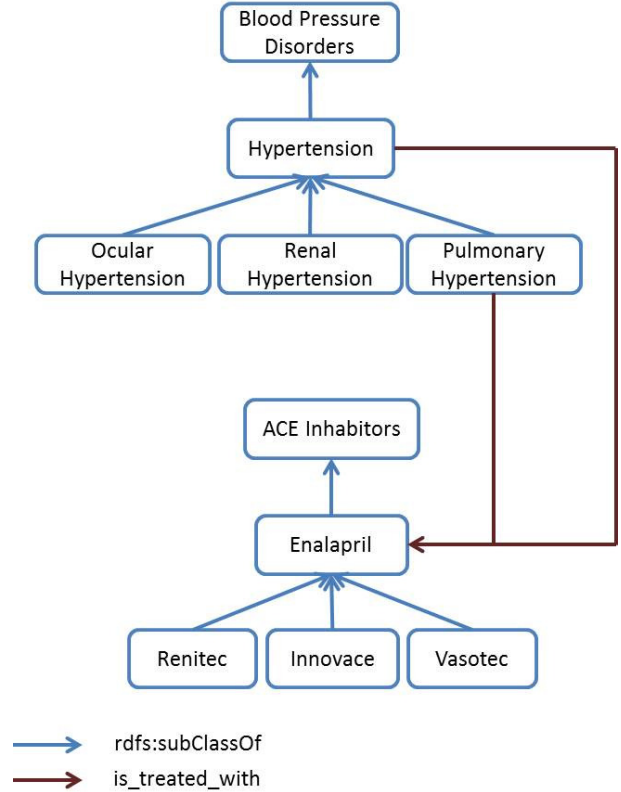 Blood Pressure
Disorders
Hypertension
Ocular
Hypertension
Renal
Hypertension
Pulmonary
Hypertension
ACE Inhabitors
Enalapril
Renitec
Innovace
Vasotec
rdfs:subClassOf
is_treated_with